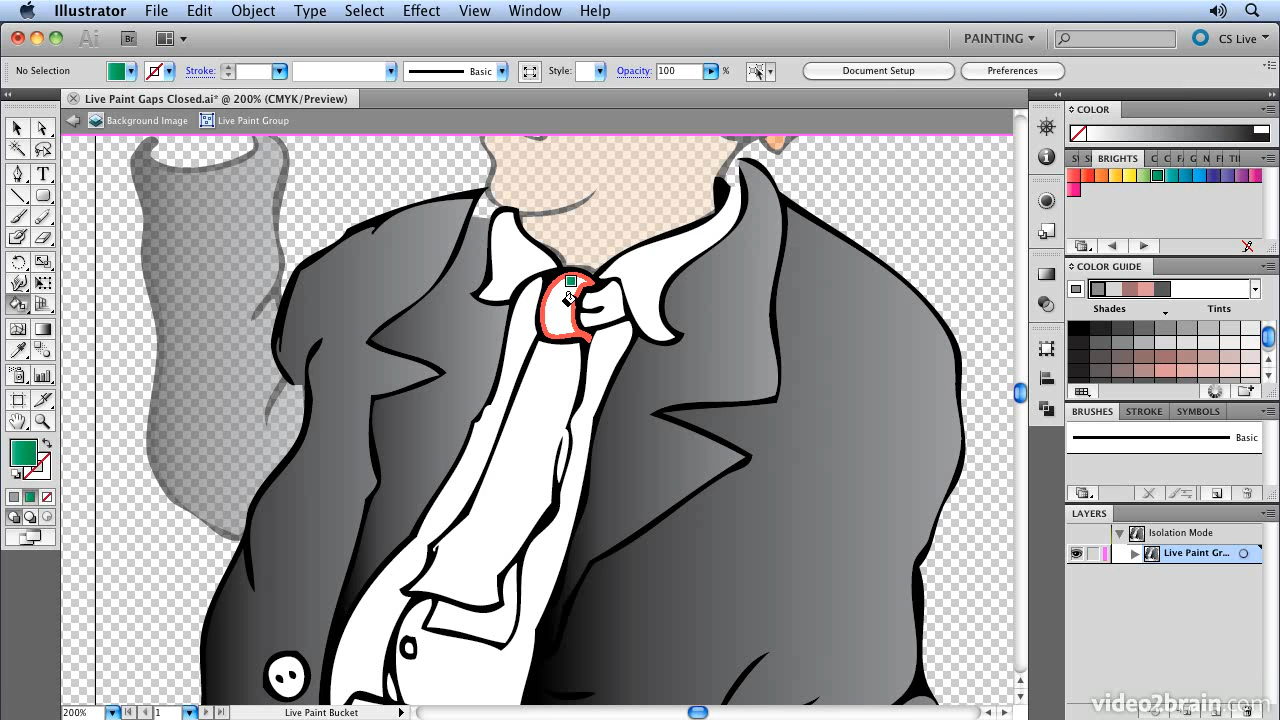 Illustrator File Edit Object Type Select Effect View Window Help
Ai Br PAINTING CS Live
No Selection Stroke: Basic Style: Opacity: 100 % Document Setup Preferences
Live Paint Gaps Closed.ai* @ 200% (CMYK/Preview)
Background Image Live Paint Group
COLOR
BRIGHTS
COLOR GUIDE
Shades Tints
BRUSHES STROKE SYMBOLS
Basic
LAYERS
Isolation Mode
Live Paint Gr...
video2brain.com
200% 1 Live Paint Bucket